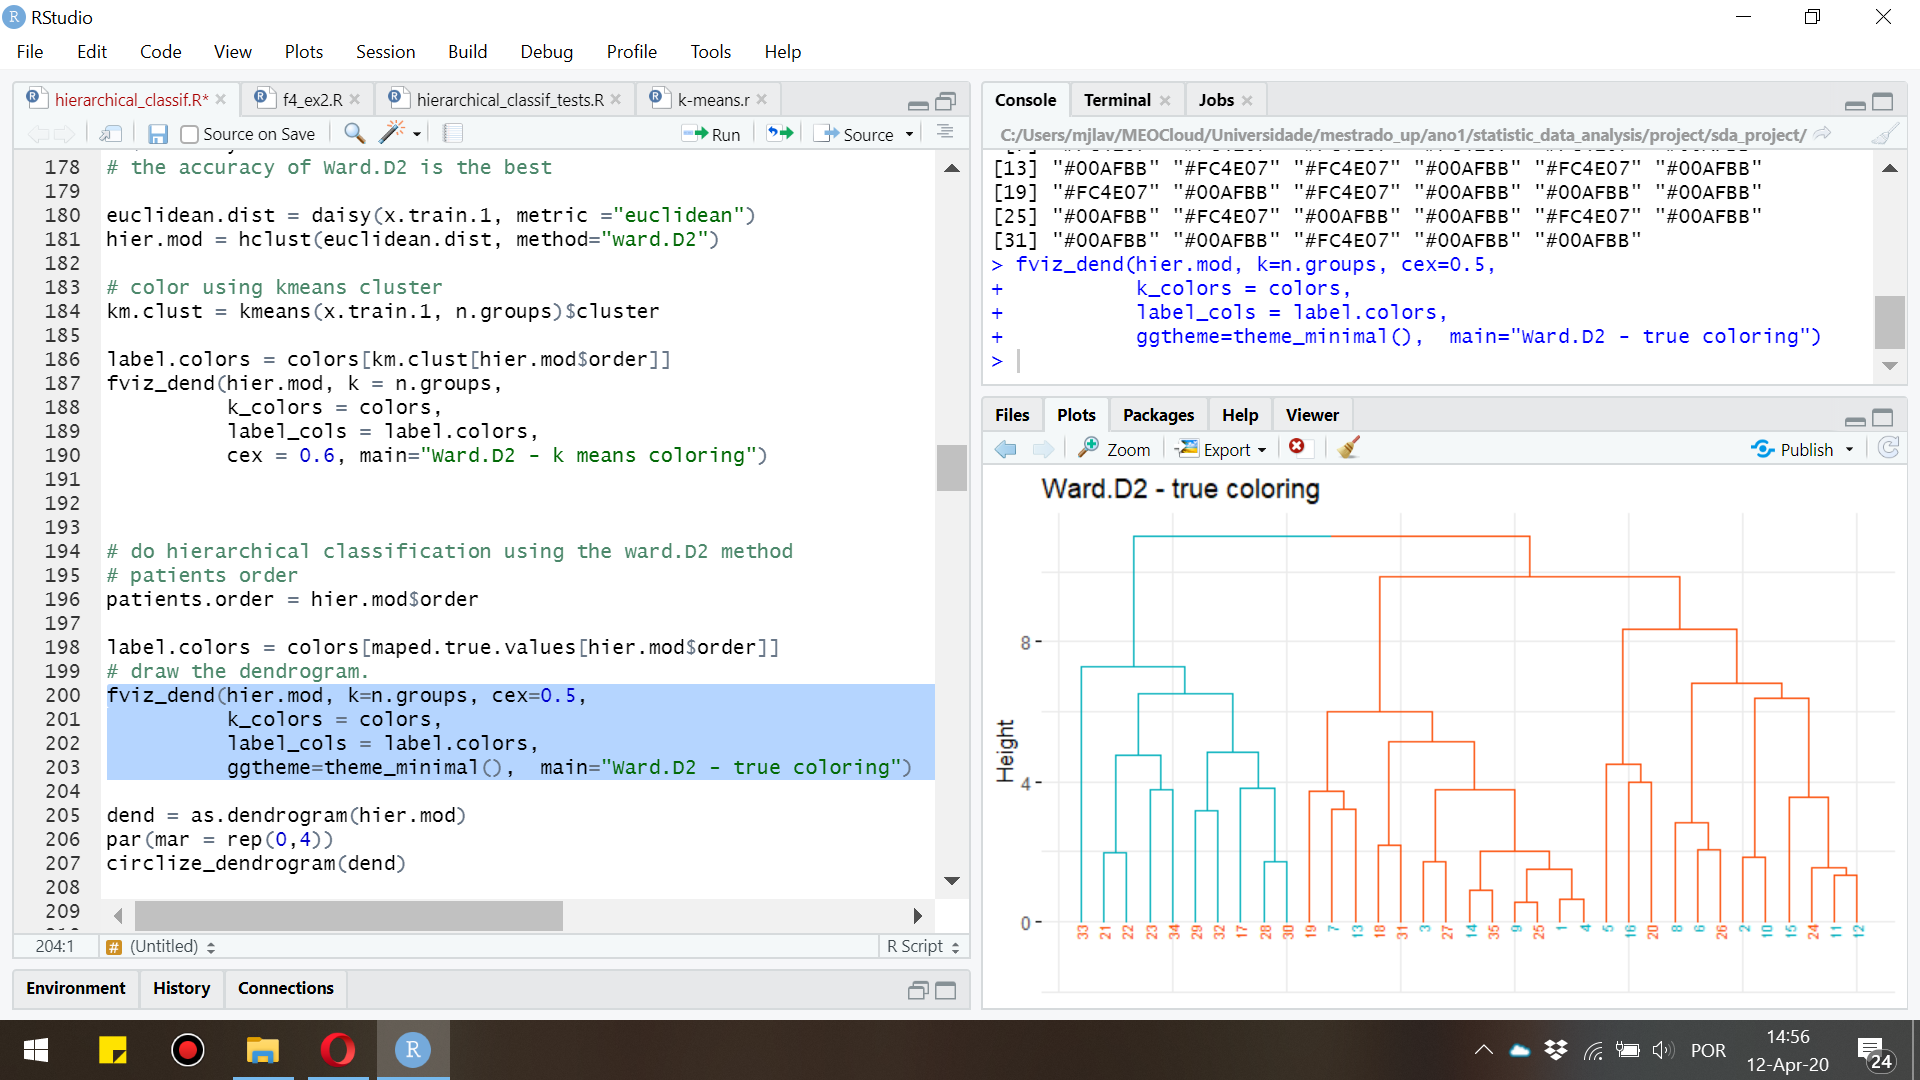 RStudio
File Edit Code View Plots Session Build Debug Profile Tools Help
hierarchical_classif.R* f4_ex2.R hierarchical_classif_tests.R k-means.r
Source on Save Run Source
178 # the accuracy of Ward.D2 is the best
179
180 euclidean.dist = daisy(x.train.1, metric ="euclidean")
181 hier.mod = hclust(euclidean.dist, method="ward.D2")
182
183 # color using kmeans cluster
184 km.clust = kmeans(x.train.1, n.groups)$cluster
185
186 label.colors = colors[km.clust[hier.mod$order]]
187 fviz_dend(hier.mod, k = n.groups,
188 k_colors = colors,
189 label_cols = label.colors,
190 cex = 0.6, main="Ward.D2 - k means coloring")
191
192
193
194 # do hierarchical classification using the ward.D2 method
195 # patients order
196 patients.order = hier.mod$order
197
198 label.colors = colors[maped.true.values[hier.mod$order]]
199 # draw the dendrogram.
200 fviz_dend(hier.mod, k=n.groups, cex=0.5,
201 k_colors = colors,
202 label_cols = label.colors,
203 ggtheme=theme_minimal(), main="Ward.D2 - true coloring")
204
205 dend = as.dendrogram(hier.mod)
206 par(mar = rep(0,4))
207 circlize_dendrogram(dend)
208
209
204:1 # (Untitled) R Script
Environment History Connections
Console Terminal Jobs
C:/Users/mjlav/MEOCloud/Universidade/mestrado_up/ano1/statistic_data_analysis/project/sda_project/
[13] "#00AFBB" "#FC4E07" "#FC4E07" "#00AFBB" "#FC4E07" "#00AFBB"
[19] "#FC4E07" "#00AFBB" "#FC4E07" "#00AFBB" "#00AFBB" "#00AFBB"
[25] "#00AFBB" "#FC4E07" "#00AFBB" "#00AFBB" "#FC4E07" "#00AFBB"
[31] "#00AFBB" "#00AFBB" "#FC4E07" "#00AFBB" "#00AFBB"
> fviz_dend(hier.mod, k=n.groups, cex=0.5,
+ k_colors = colors,
+ label_cols = label.colors,
+ ggtheme=theme_minimal(), main="Ward.D2 - true coloring")
>
Files Plots Packages Help Viewer
Zoom Export Publish
Ward.D2 - true coloring
Height
8
4
0
33 21 22 23 34 29 32 17 28 30 19 7 13 18 31 3 27 14 35 9 25 1 4 5 16 20 8 6 26 2 10 15 24 11 12
R POR 14:56
12-Apr-20 24